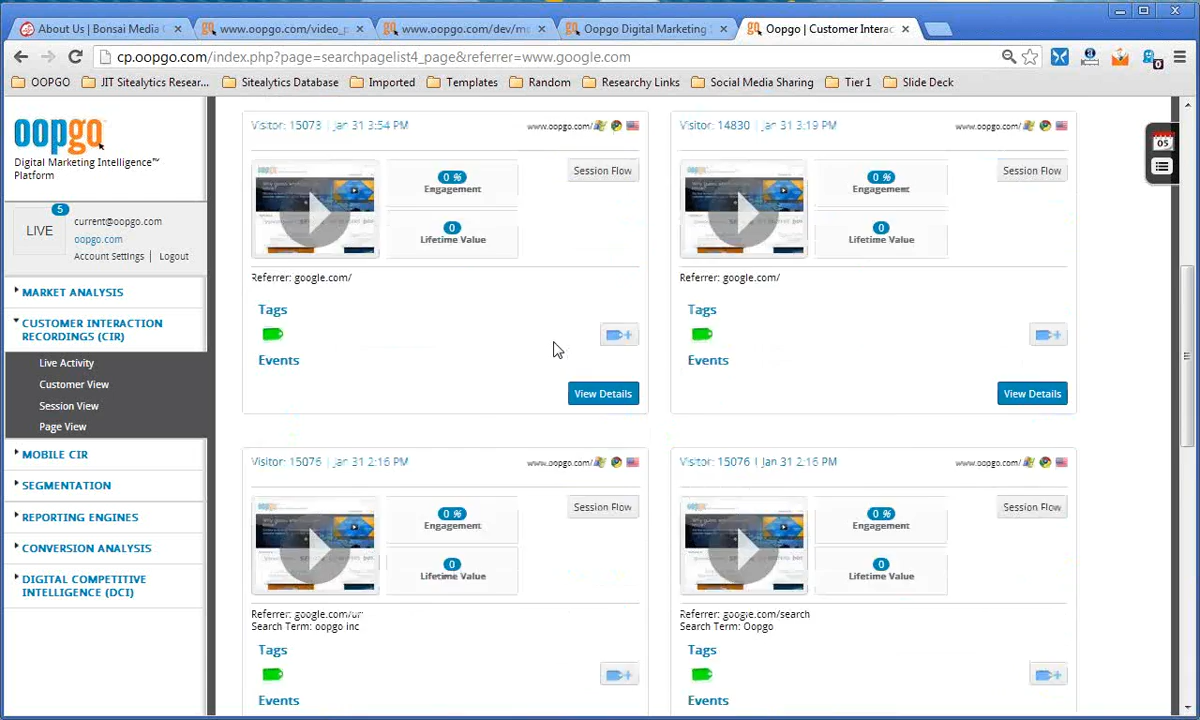 About Us | Bonsai Media G
www.oopgo.com/video_p
www.oopgo.com/dev/m
Oopgo Digital Marketing I
Oopgo | Customer Interac
cp.oopgo.com/index.php?page=searchpagelist4_page&referrer=www.google.com
OOPGO
JIT Sitealytics Resear...
Sitealytics Database
Imported
Templates
Random
Researchy Links
Social Media Sharing
Tier 1
Slide Deck
oopgo
Digital Marketing Intelligence™
Platform
5
LIVE
current@oopgo.com
oopgo.com
Account Settings | Logout
MARKET ANALYSIS
CUSTOMER INTERACTION
RECORDINGS (CIR)
Live Activity
Customer View
Session View
Page View
MOBILE CIR
SEGMENTATION
REPORTING ENGINES
CONVERSION ANALYSIS
DIGITAL COMPETITIVE
INTELLIGENCE (DCI)
Visitor: 15078 | Jan 31 3:54 PM
www.oopgo.com/
0 %
Engagement
Session Flow
0
Lifetime Value
Referrer: google.com/
Tags
Events
View Details
Visitor: 14830 | Jan 31 3:19 PM
www.oopgo.com/
0 %
Engagement
Session Flow
0
Lifetime Value
Referrer: google.com/
Tags
Events
View Details
Visitor: 15076 | Jan 31 2:16 PM
www.oopgo.com/
0 %
Engagement
Session Flow
0
Lifetime Value
Referrer: google.com/url
Search Term: oopgo inc
Tags
Events
Visitor: 15076 | Jan 31 2:16 PM
www.oopgo.com/
0 %
Engagement
Session Flow
0
Lifetime Value
Referrer: google.com/search
Search Term: Oopgo
Tags
Events
05
0